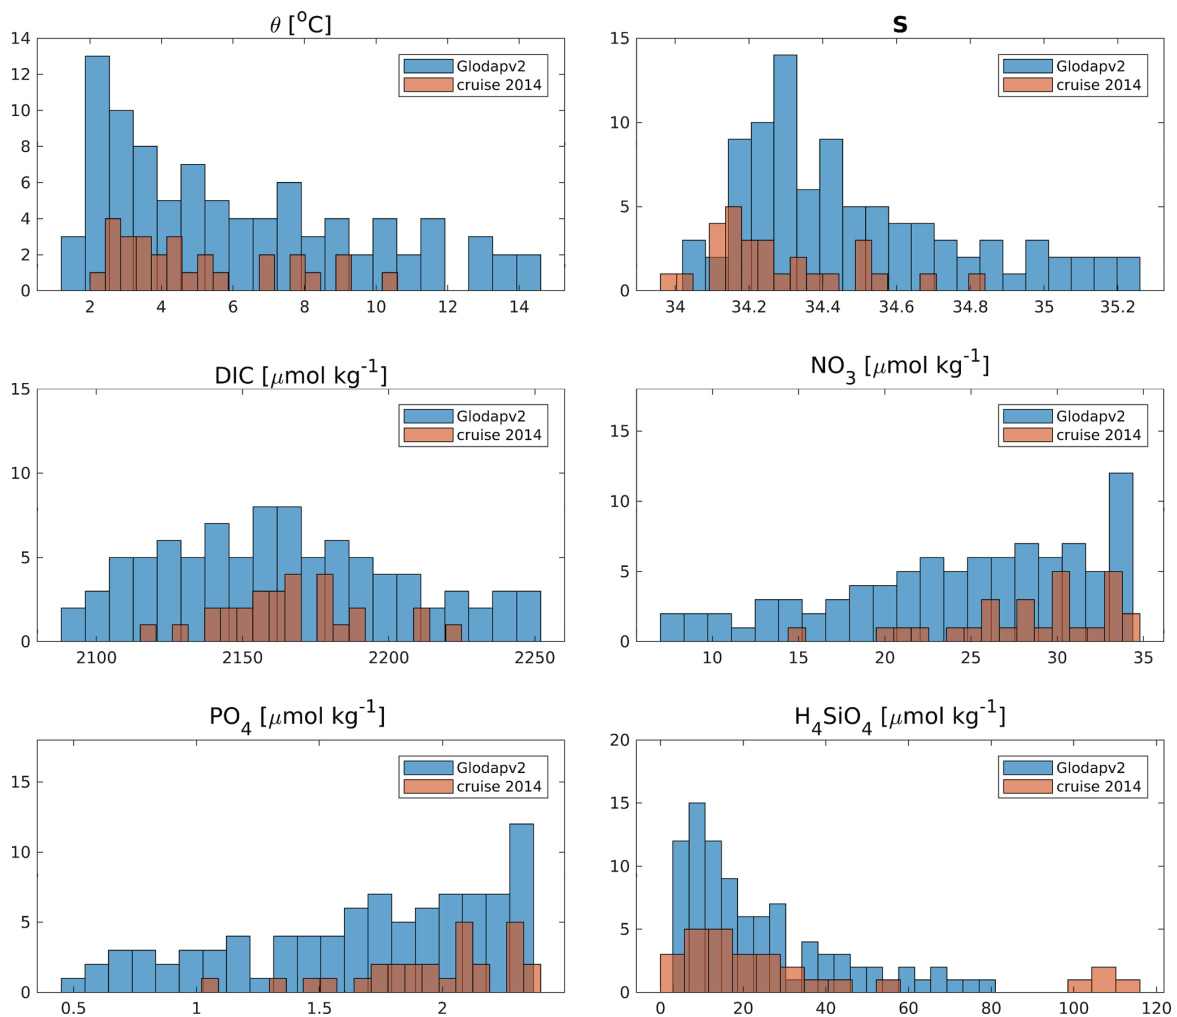 θ [°C]
14
12
10
8
6
4
2
0
2 4 6 8 10 12 14
Glodapv2
cruise 2014
S
15
10
5
0
34 34.2 34.4 34.6 34.8 35 35.2
Glodapv2
cruise 2014
DIC [μmol kg⁻¹]
15
10
5
0
2100 2150 2200 2250
Glodapv2
cruise 2014
NO₃ [μmol kg⁻¹]
15
10
5
0
10 15 20 25 30 35
Glodapv2
cruise 2014
PO₄ [μmol kg⁻¹]
15
10
5
0
0.5 1 1.5 2
Glodapv2
cruise 2014
H₄SiO₄ [μmol kg⁻¹]
20
15
10
5
0
0 20 40 60 80 100 120
Glodapv2
cruise 2014